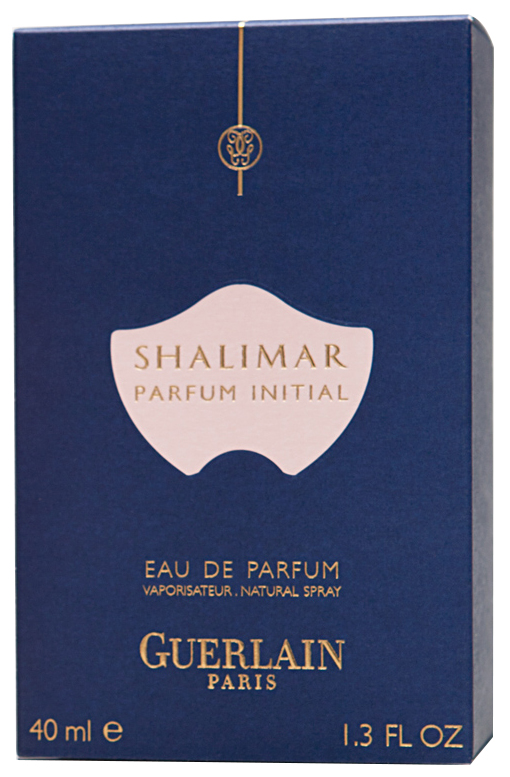 SHALIMAR
PARFUM INITIAL
EAU DE PARFUM
VAPORISATEUR . NATURAL SPRAY
GUERLAIN
PARIS
40 ml e 1.3 FL OZ